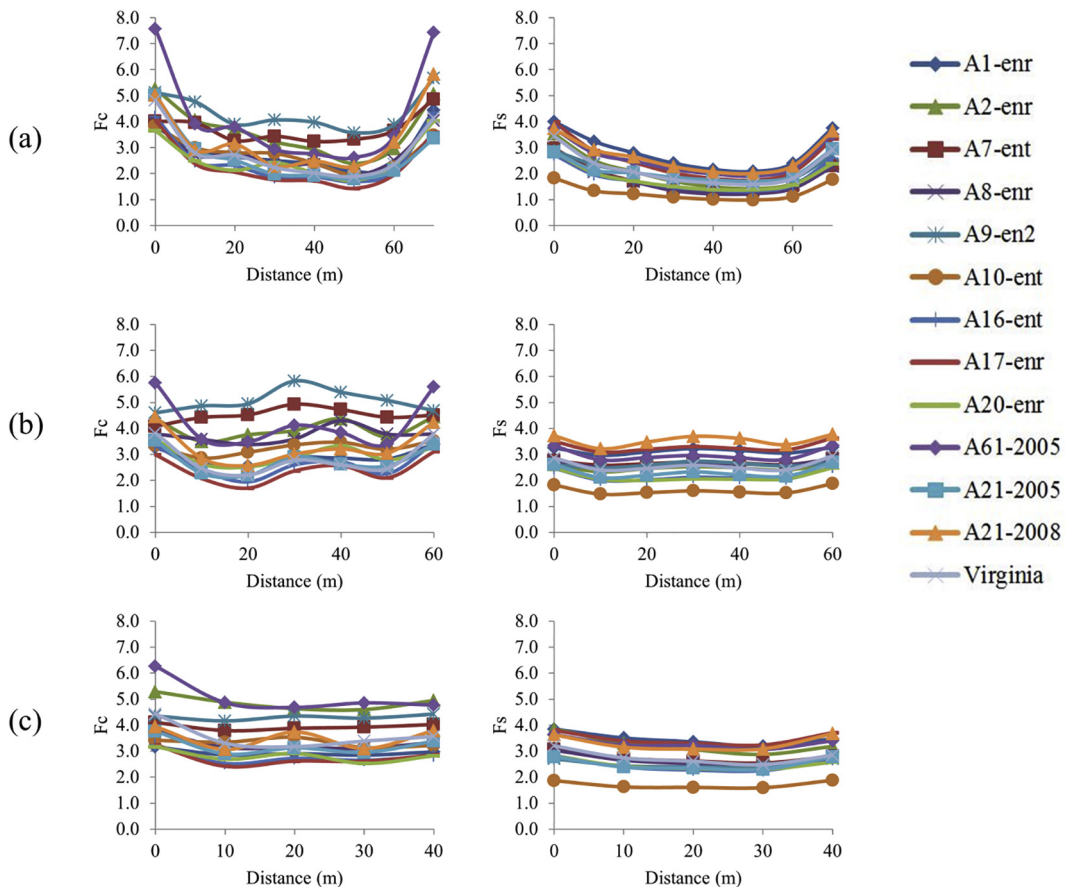 (a)
Fc
8.0
7.0
6.0
5.0
4.0
3.0
2.0
1.0
0.0
0 20 40 60
Distance (m)
Fs
8.0
7.0
6.0
5.0
4.0
3.0
2.0
1.0
0.0
0 20 40 60
Distance (m)
(b)
Fc
8.0
7.0
6.0
5.0
4.0
3.0
2.0
1.0
0.0
0 20 40 60
Distance (m)
Fs
8.0
7.0
6.0
5.0
4.0
3.0
2.0
1.0
0.0
0 20 40 60
Distance (m)
(c)
Fc
8.0
7.0
6.0
5.0
4.0
3.0
2.0
1.0
0.0
0 10 20 30 40
Distance (m)
Fs
8.0
7.0
6.0
5.0
4.0
3.0
2.0
1.0
0.0
0 10 20 30 40
Distance (m)
A1-enr
A2-enr
A7-ent
A8-enr
A9-en2
A10-ent
A16-ent
A17-enr
A20-enr
A61-2005
A21-2005
A21-2008
Virginia